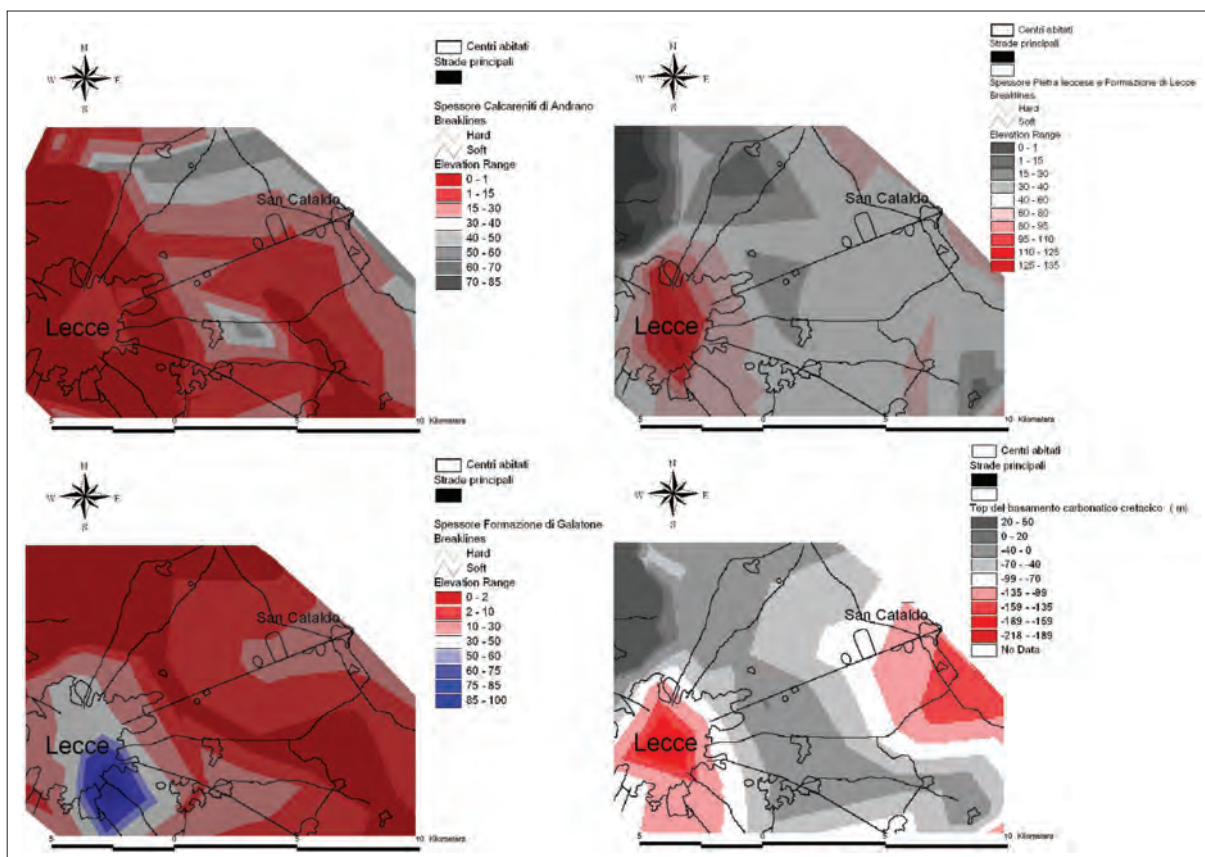 N
W E
S
Centri abitati
Strade principali
Spessore Calcareniti di Andrano
Breaklines
Hard
Soft
Elevation Range
0 - 1
1 - 15
15 - 30
30 - 40
40 - 50
50 - 60
60 - 70
70 - 85
San Cataldo
Lecce
5 0 5 10 Kilometers
N
W E
S
Centri abitati
Strade principali
Spessore Pietra leccese e Formazione di Lecce
Breaklines
Hard
Soft
Elevation Range
0 - 1
1 - 15
15 - 30
30 - 40
40 - 60
60 - 80
80 - 95
95 - 110
110 - 125
125 - 135
San Cataldo
Lecce
5 0 5 10 Kilometers
N
W E
S
Centri abitati
Strade principali
Spessore Formazione di Galatone
Breaklines
Hard
Soft
Elevation Range
0 - 2
2 - 10
10 - 30
30 - 50
50 - 60
60 - 75
75 - 85
85 - 100
San Cataldo
Lecce
5 0 5 10 Kilometers
N
W E
S
Centri abitati
Strade principali
Top del basamento carbonatico cretacico ( m)
20 - 50
0 - 20
-40 - 0
-70 - -40
-99 - -70
-135 - -99
-159 - -135
-189 - -159
-218 - -189
No Data
San Cataldo
Lecce
5 0 5 10 Kilometers